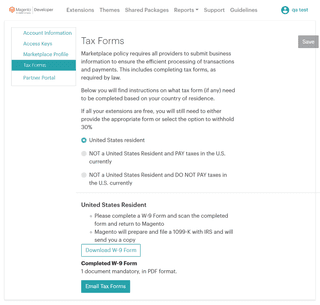 Magento Developer
Extensions Themes Shared Packages Reports Support Guidelines
qa test
Account Information
Access Keys
Marketplace Profile
Tax Forms
Partner Portal
Tax Forms
Save
Marketplace policy requires all providers to submit business
information to ensure the efficient processing of transactions
and payments. This includes completing tax forms, as
required by law.
Below you will find instructions on what tax form (if any) need
to be completed based on your country of residence.
If all your extensions are free, you will still need to either
provide the appropriate form or select the option to withhold
30%
United States resident
NOT a United States Resident and PAY taxes in the U.S.
currently
NOT a United States Resident and DO NOT PAY taxes in
the U.S. currently
United States Resident
Please complete a W-9 Form and scan the completed
form and return to Magento
Magento will prepare and file a 1099-K with IRS and will
send you a copy
Download W-9 Form
Completed W-9 Form
1 document mandatory, in PDF format.
Email Tax Forms